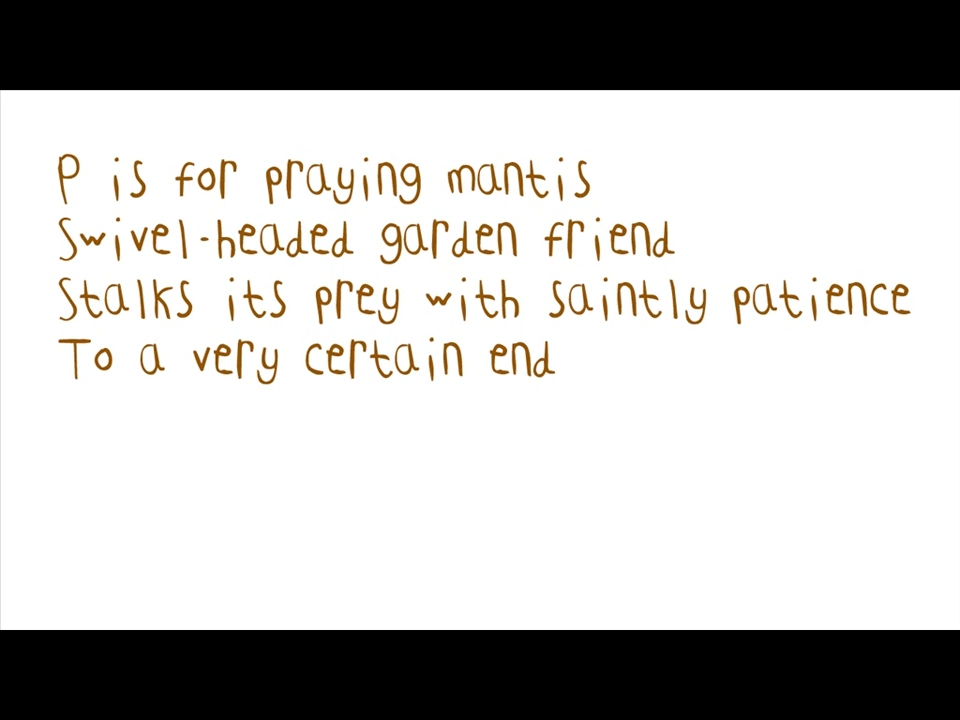 P is for praying mantis
Swivel-headed garden friend
Stalks its prey with saintly patience
To a very certain end